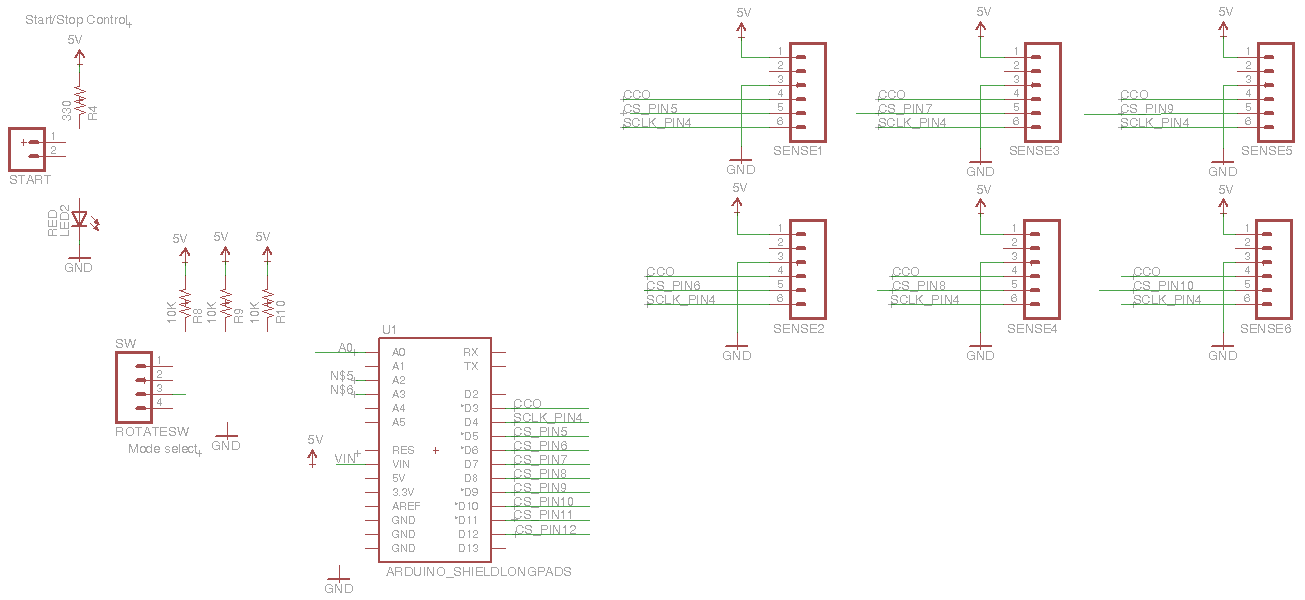 Start/Stop Control
5V
330
R4
1
2
START
RED
LED2
GND
5V
5V
5V
10K
R8
10K
R9
10K
R10
SW
1
2
3
4
ROTATESW
Mode select
GND
5V
GND
U1
A0
N$5
N$6
VIN
A0
A1
A2
A3
A4
A5
RES
VIN
5V
3.3V
AREF
GND
GND
GND
RX
TX
D2
*D3
D4
*D5
*D6
D7
D8
*D9
*D10
*D11
D12
D13
CCO
SCLK_PIN4
CS_PIN5
CS_PIN6
CS_PIN7
CS_PIN8
CS_PIN9
CS_PIN10
CS_PIN11
CS_PIN12
ARDUINO_SHIELDLONGPADS
5V
1
2
3
4
5
6
CCO
CS_PIN5
SCLK_PIN4
SENSE1
GND
5V
1
2
3
4
5
6
CCO
CS_PIN7
SCLK_PIN4
SENSE3
GND
5V
1
2
3
4
5
6
CCO
CS_PIN9
SCLK_PIN4
SENSE5
GND
5V
1
2
3
4
5
6
CCO
CS_PIN6
SCLK_PIN4
SENSE2
GND
5V
1
2
3
4
5
6
CCO
CS_PIN8
SCLK_PIN4
SENSE4
GND
5V
1
2
3
4
5
6
CCO
CS_PIN10
SCLK_PIN4
SENSE6
GND